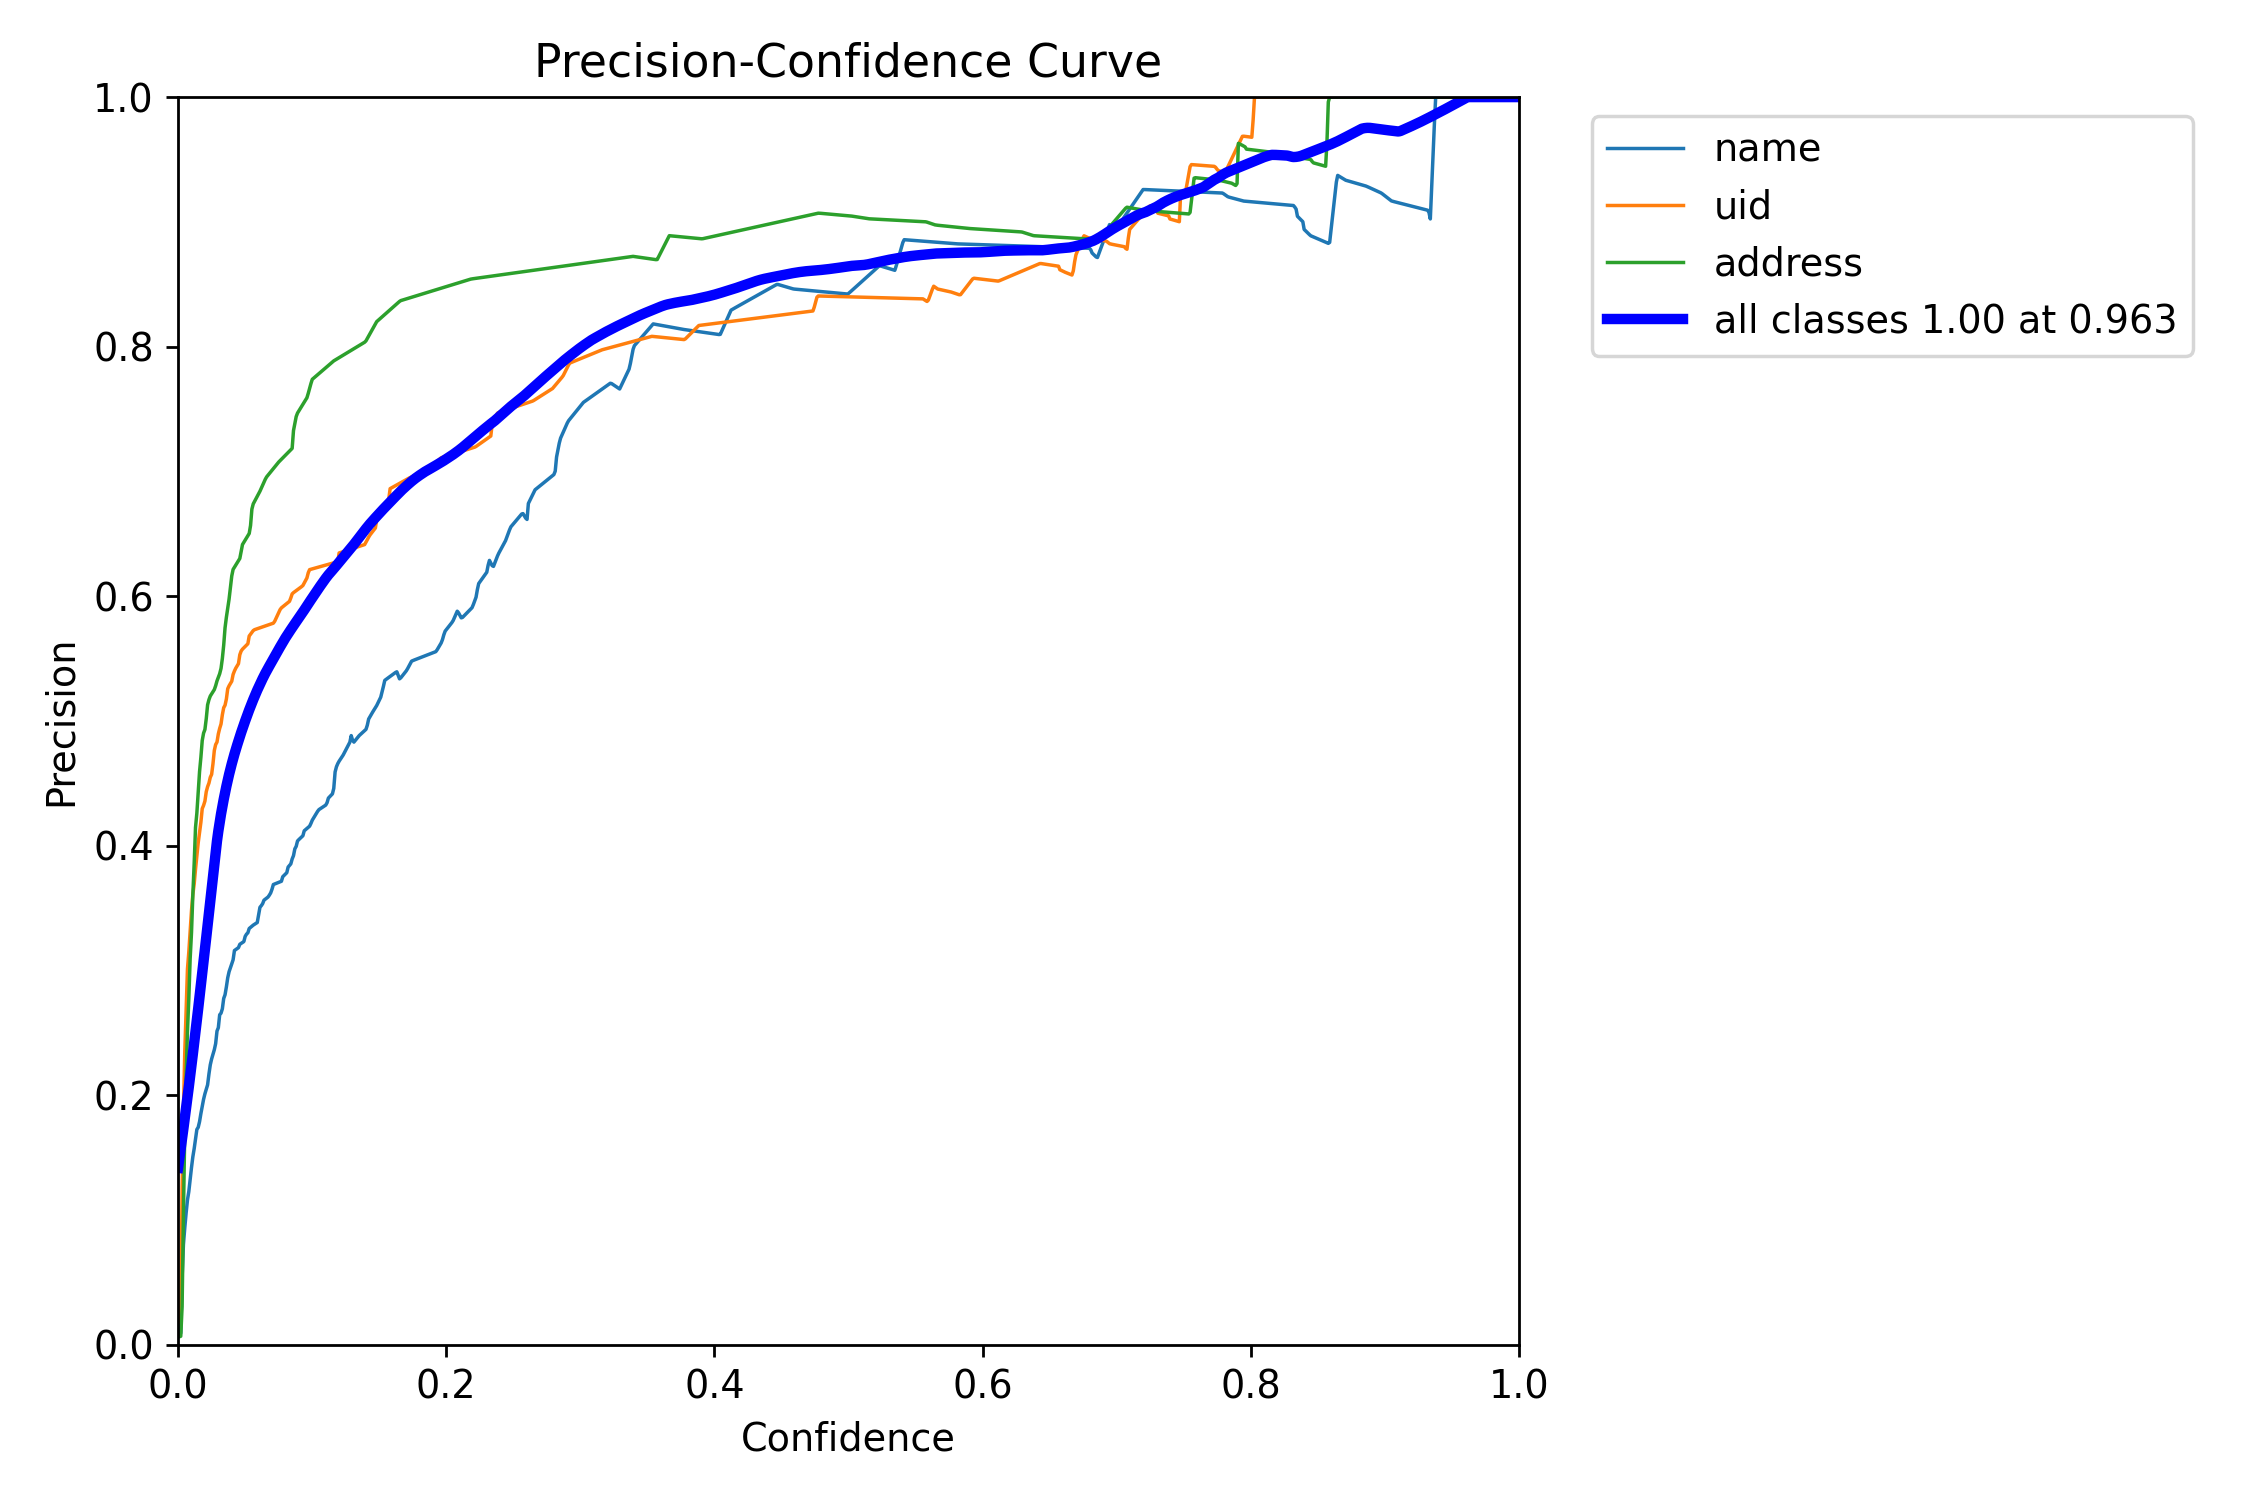 Precision-Confidence Curve
1.0
0.8
0.6
0.4
0.2
0.0
Precision
0.0 0.2 0.4 0.6 0.8 1.0
Confidence
name
uid
address
all classes 1.00 at 0.963